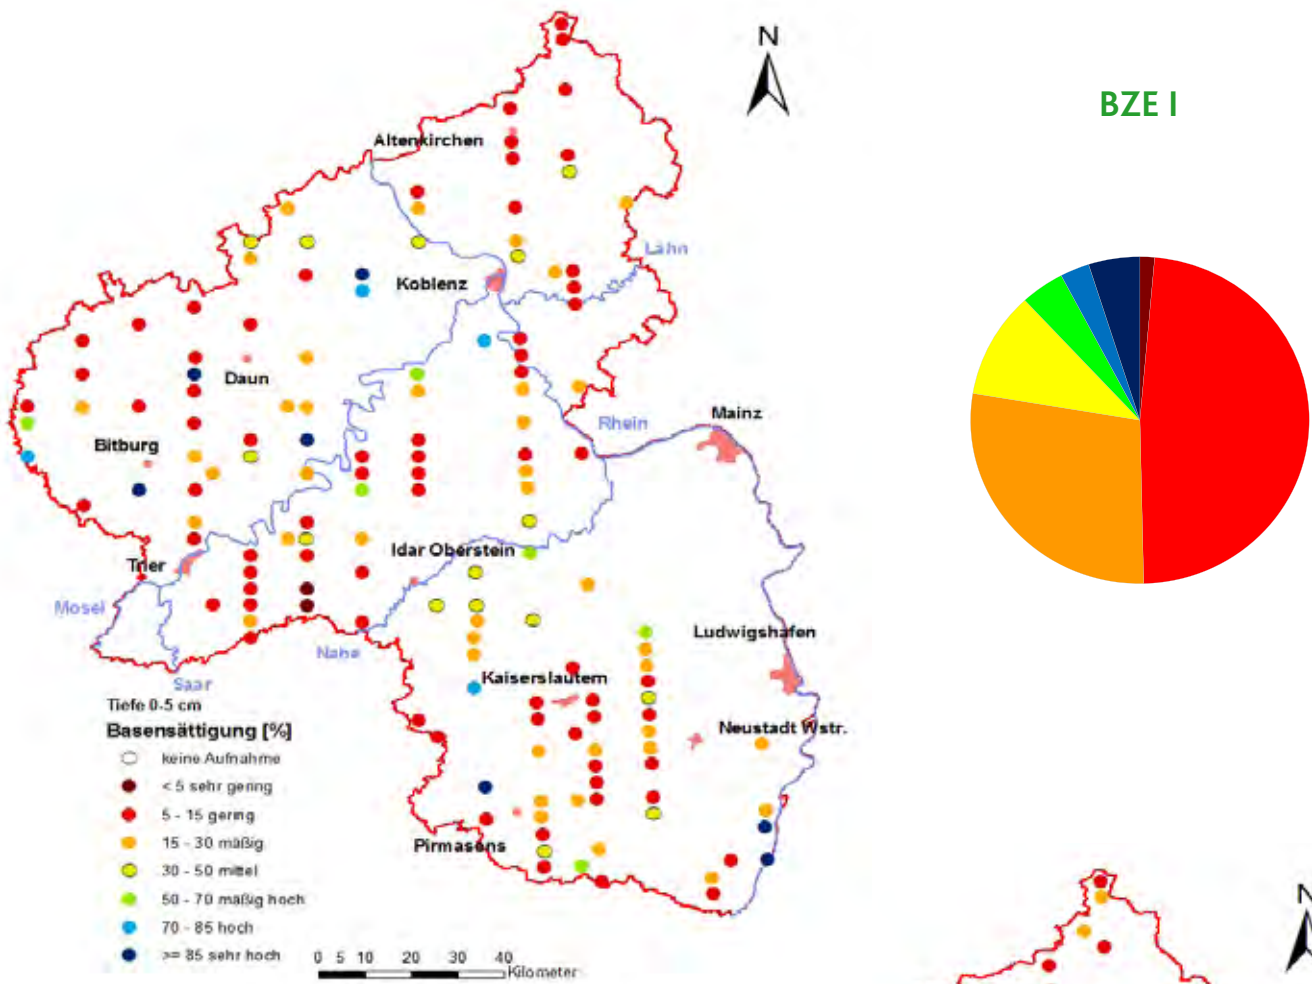 N
BZE I
Altenkirchen
Lahn
Koblenz
Daun
Rhein
Mainz
Bitburg
Trier
Idar Oberstein
Mosel
Nahe
Ludwigshafen
Saar
Kaiserslautern
Neustadt Wstr.
Pirmasens
Tiefe 0-5 cm
Basensättigung [%]
keine Aufnahme
< 5 sehr gering
5 - 15 gering
15 - 30 mäßig
30 - 50 mittel
50 - 70 mäßig hoch
70 - 85 hoch
>= 85 sehr hoch
0 5 10 20 30 40
Kilometer
N